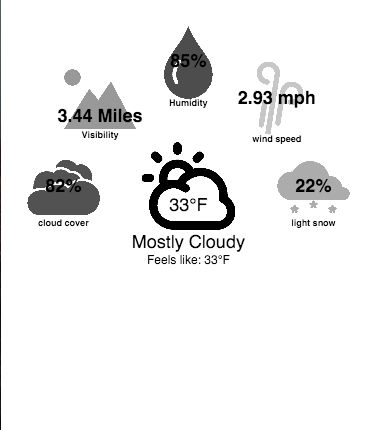 85%
Humidity
3.44 Miles
Visibility
2.93 mph
wind speed
82%
cloud cover
33°F
Mostly Cloudy
Feels like: 33°F
22%
light snow